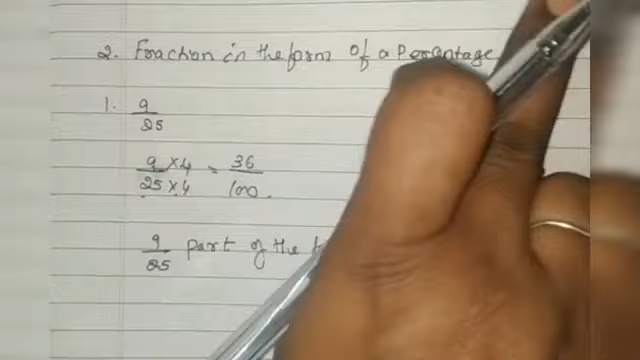 2. Fraction in the form of a Percentage
1. 9/25
9×4/25×4 = 36/100.
9/25 part of the